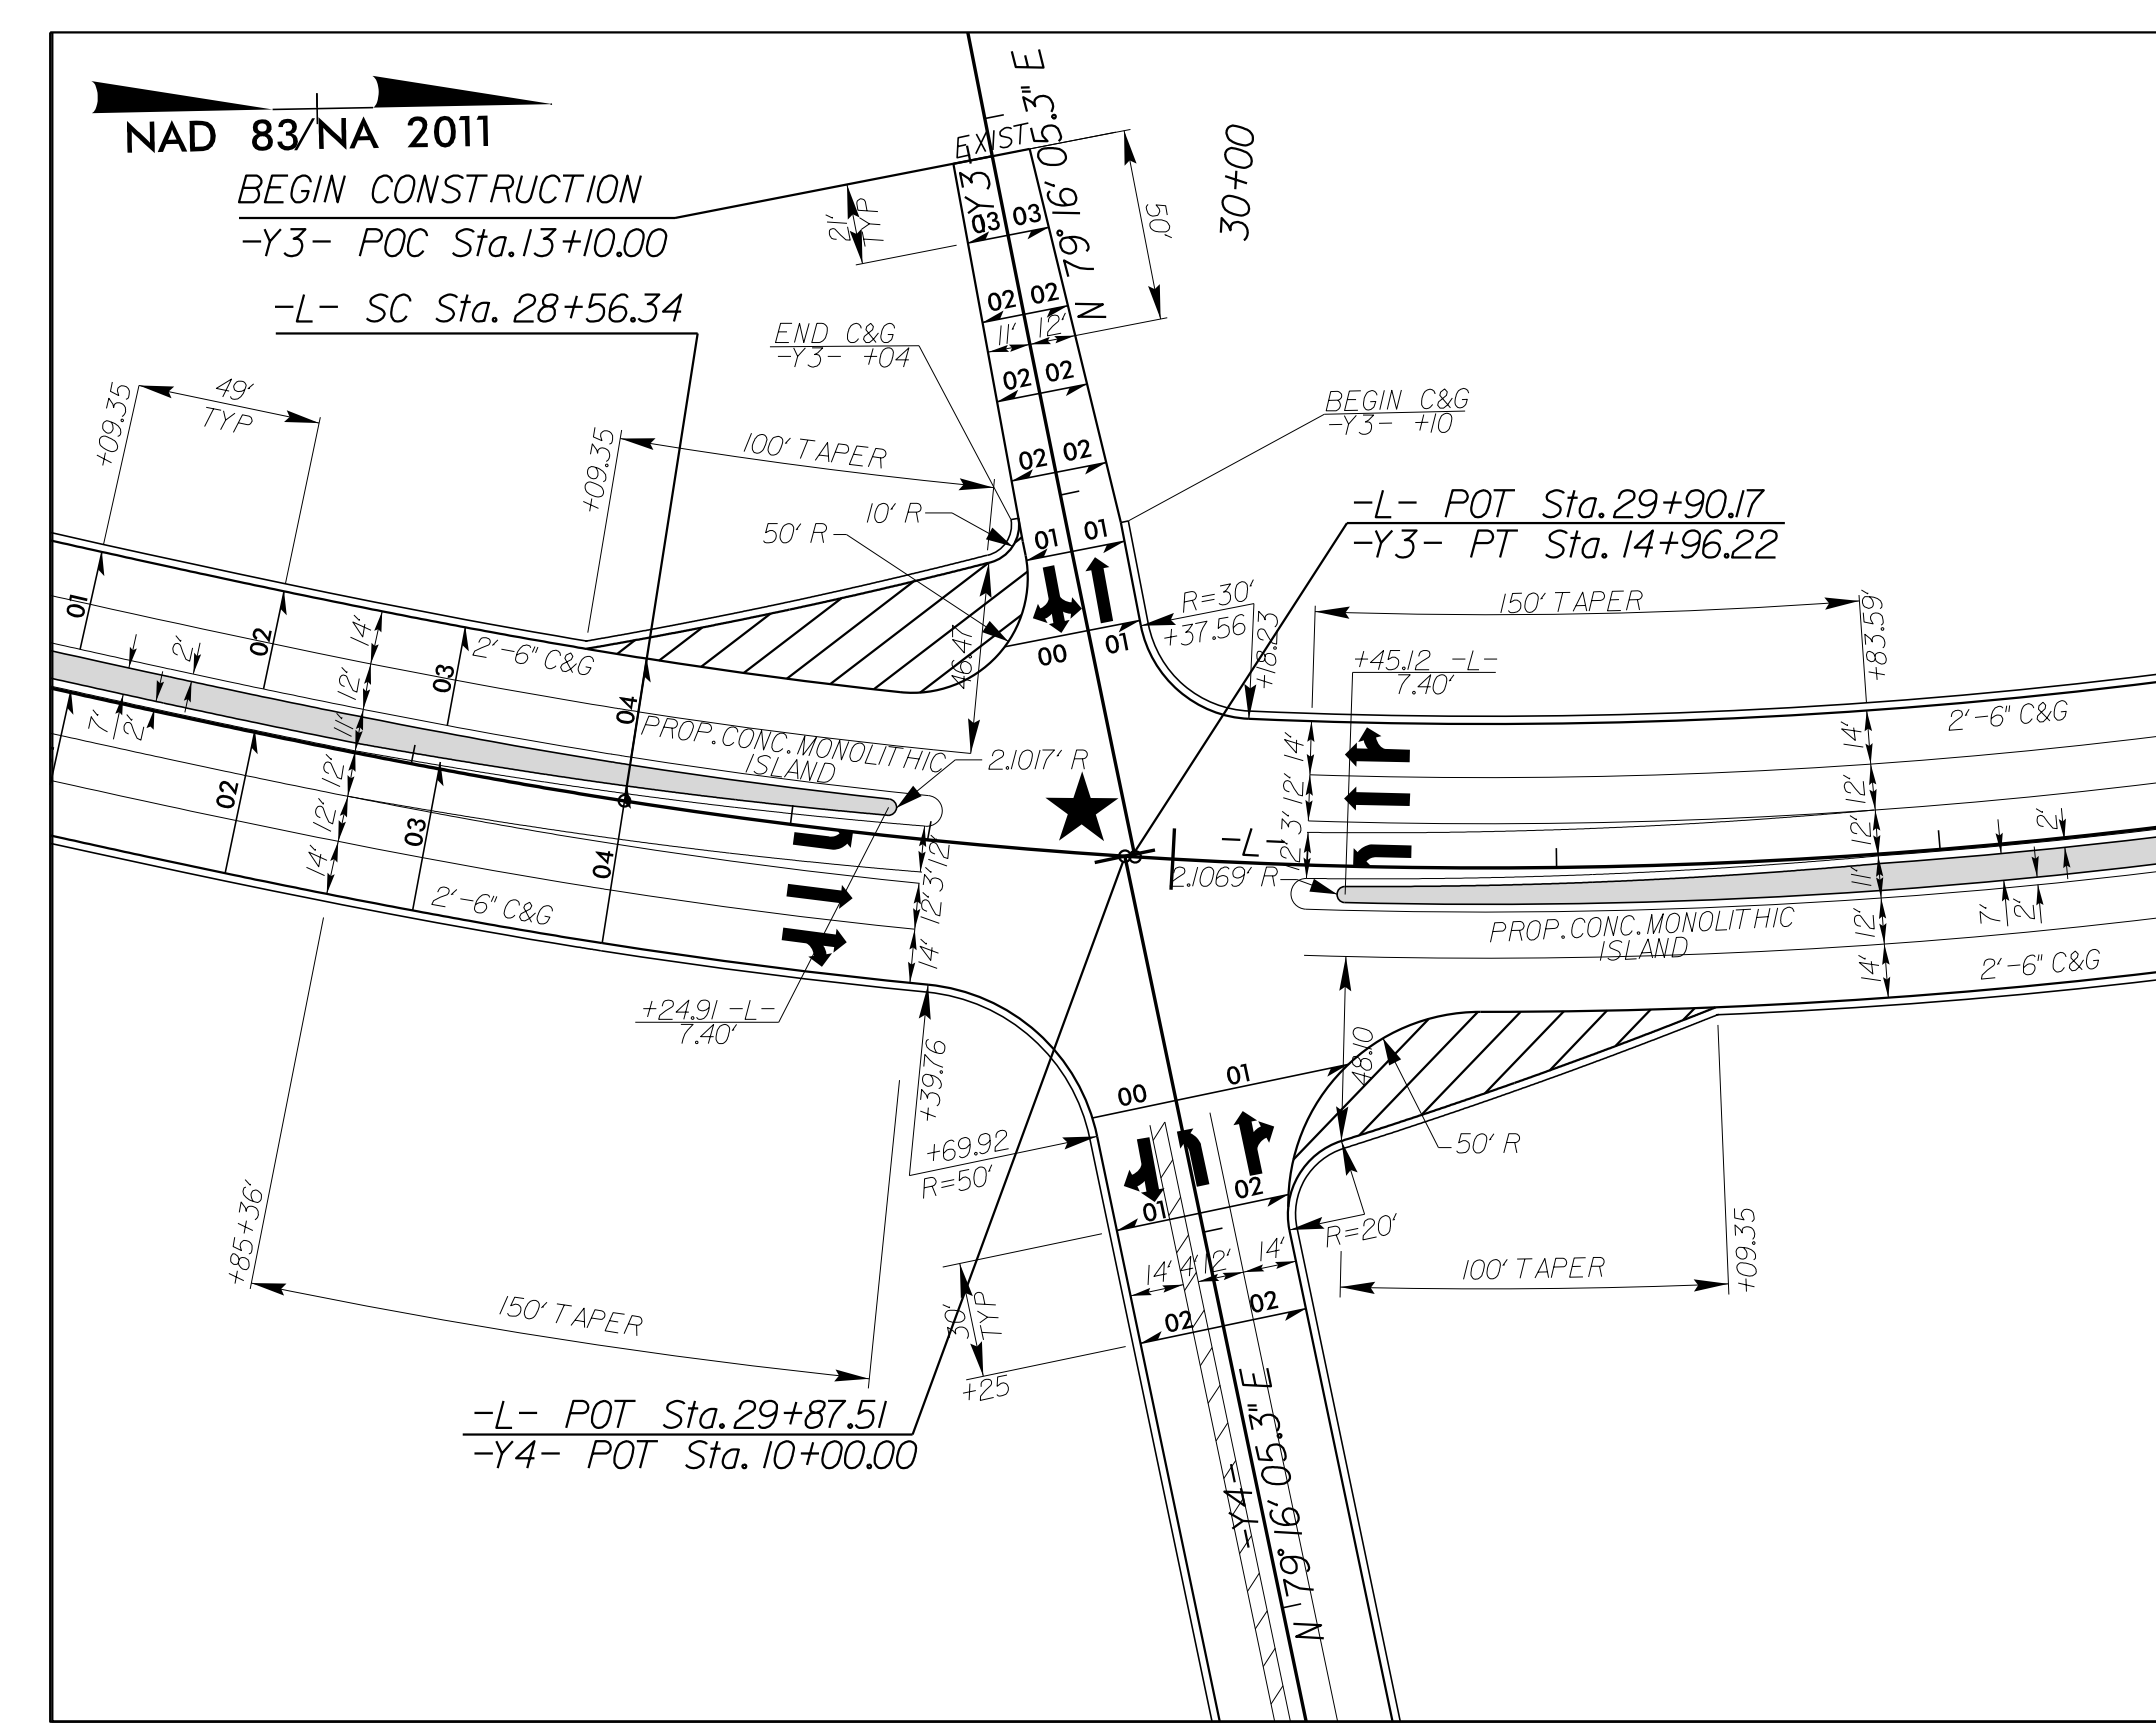 NAD 83/NA 2011
BEGIN CONSTRUCTION
-Y3- POC Sta.13+10.00
-L- SC Sta. 28+56.34
EXIST
-Y3-
N 79° 16' 05.3" E
30+00
21'
TYP
50'
03 03
02 02
11' 12'
02 02
02 02
01 01
00 01
END C&G
-Y3- +04
BEGIN C&G
-Y3- +10
+09.35
49'
TYP
+09.35
100' TAPER
10' R
50' R
-L- POT Sta.29+90.17
-Y3- PT Sta. 14+96.22
R=30'
+37.56
+18.23
150' TAPER
+83.59'
+45.12 -L-
7.40'
01
02
03
04
2'
14'
12'
11'
12'
12'
14'
7'
2'
2'-6" C&G
46.47
PROP.CONC.MONOLITHIC
ISLAND
2.1017' R
02
03
04
2'-6" C&G
12'
3'
12'
14'
-L-
2.1069' R
14'
12'
3'
12'
2'-6" C&G
14'
12'
12'
11'
12'
14'
2'
7'
2'
PROP.CONC.MONOLITHIC
ISLAND
2'-6" C&G
+24.91 -L-
7.40'
+39.76
+69.92
R=50'
00 01
48.10
50' R
01 02
14' 4' 12' 14'
R=20'
02 02
100' TAPER
+09.35
+85+36'
150' TAPER
30'
TYP
+25
-L- POT Sta.29+87.51
-Y4- POT Sta. 10+00.00
-Y4-
N 79° 16' 05.3" E